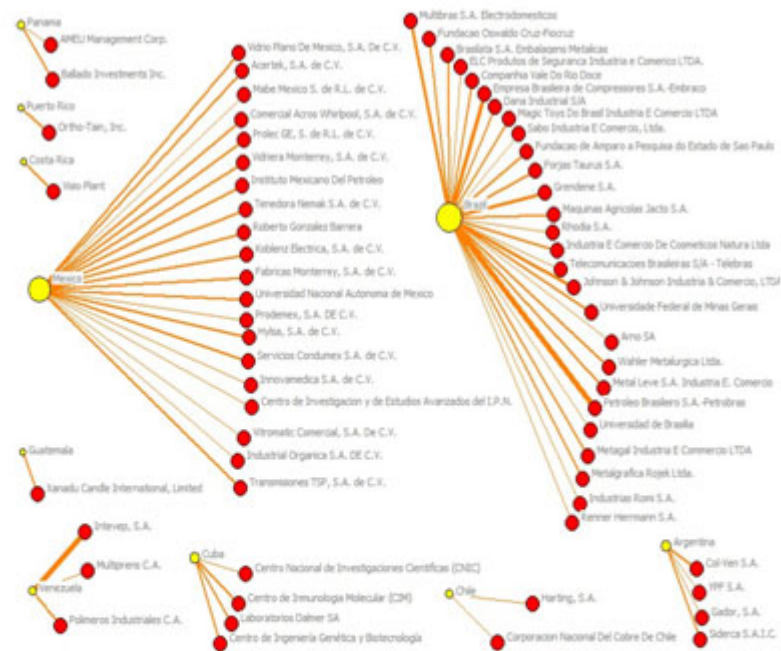 Panama
AMEU Management Corp.
Ballado Investments Inc.
Puerto Rico
Ortho-Tain, Inc.
Costa Rica
Waio Plant
Mexico
Vidrio Plano De Mexico, S.A. De C.V.
Acertek, S.A. de C.V.
Mabe Mexico S. de R.L. de C.V.
Comercial Acros Whirlpool, S.A. de C.V.
Prolec GE, S. de R.L. de C.V.
Vidriera Monterrey, S.A. de C.V.
Instituto Mexicano Del Petroleo
Tenedora Nemak S.A. de C.V.
Roberto Gonzalez Barrera
Koblenz Electrica, S.A. de C.V.
Fabricas Monterrey, S.A. de C.V.
Universidad Nacional Autonoma de Mexico
Prodemex, S.A. DE C.V.
Hylsa, S.A. de C.V.
Servicios Condumex S.A. de C.V.
Innovamedica S.A. de C.V.
Centro de Investigacion y de Estudios Avanzados del I.P.N.
Vitromatic Comercial, S.A. De C.V.
Industrial Organica S.A. DE C.V.
Transmisiones TSP, S.A. de C.V.
Brazil
Multibras S.A. Electrodomesticos
Fundacao Oswaldo Cruz-Fiocruz
Brasilata S.A. Embalagens Metalicas
ELC Produtos de Seguranca Industria e Comerico LTDA.
Companhia Vale Do Rio Doce
Empresa Brasileira de Compressores S.A.-Embraco
Dana Industrial S/A
Magic Toys Do Brasil Industria E Comercio LTDA
Sabo Industria E Comercio, Ltda.
Fundacao de Amparo a Pesquisa do Estado de Sao Paulo
Forjas Taurus S.A.
Grendene S.A.
Maquinas Agricolas Jacto S.A.
Rhodia S.A.
Industria E Comercio De Cosmeticos Natura Ltda
Telecomunicacoes Brasileiras S/A - Telebras
Johnson & Johnson Industria & Comercio, LTDA
Universidade Federal de Minas Gerais
Arno SA
Wahler Metalurgica Ltda.
Metal Leve S.A. Industria E. Comercio
Petroleo Brasileiro S.A.-Petrobras
Universidad de Brasilia
Metagal Industria E Commercio LTDA
Metalgrafica Rojek Ltda.
Industrias Romi S.A.
Renner Herrmann S.A.
Guatemala
Xanadu Candle International, Limited
Venezuela
Intevep, S.A.
Multiprens C.A.
Polimeros Industriales C.A.
Cuba
Centro Nacional de Investigaciones Cientificas (CNIC)
Centro de Inmunologia Molecular (CIM)
Laboratorios Dalmer SA
Centro de Ingeniería Genética y Biotecnología
Chile
Harting, S.A.
Corporacion Nacional Del Cobre De Chile
Argentina
Col-Ven S.A.
YPF S.A.
Gador, S.A.
Siderca S.A.I.C.